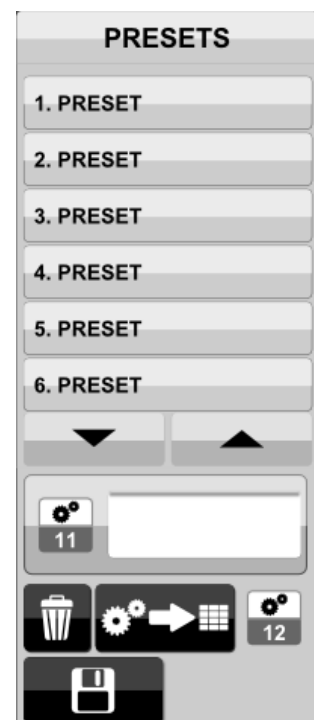 PRESETS
1. PRESET
2. PRESET
3. PRESET
4. PRESET
5. PRESET
6. PRESET
11
12